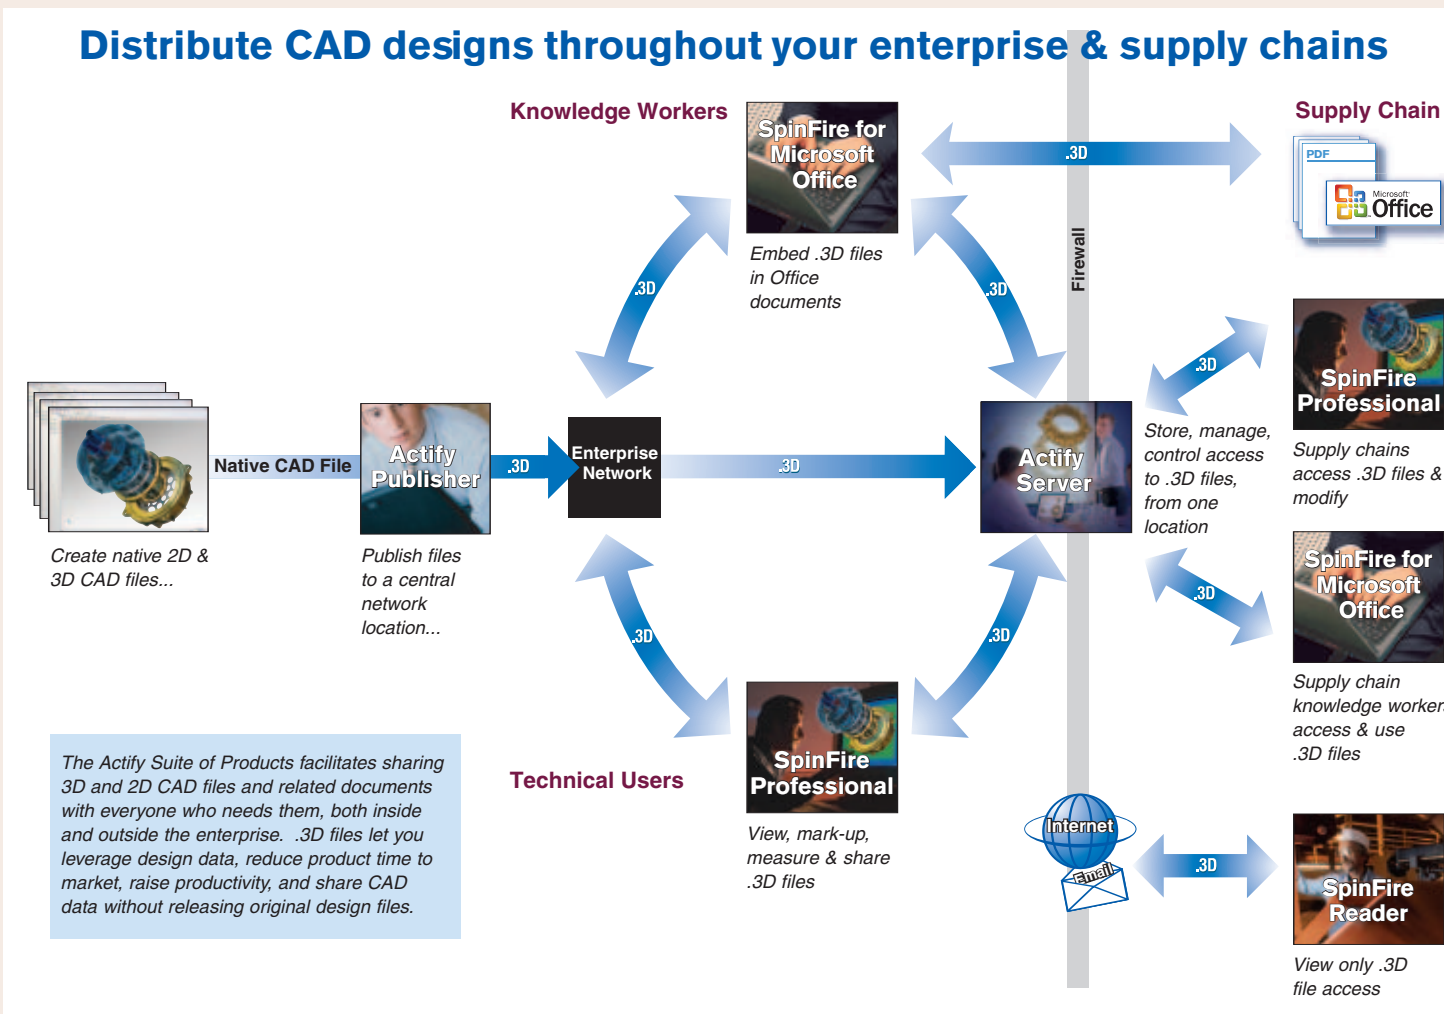 Distribute CAD designs throughout your enterprise & supply chains
Knowledge Workers
SpinFire for
Microsoft
Office
Embed .3D files
in Office
documents
.3D
Firewall
Supply Chain
PDF
Microsoft
Office
.3D
.3D
.3D
SpinFire
Professional
Supply chains
access .3D files &
modify
Native CAD File
Create native 2D &
3D CAD files...
Actify
Publisher
Publish files
to a central
network
location...
.3D
Enterprise
Network
.3D
Actify
Server
Store, manage,
control access
to .3D files,
from one
location
.3D
SpinFire for
Microsoft
Office
Supply chain
knowledge workers
access & use
.3D files
.3D
.3D
Technical Users
SpinFire
Professional
View, mark-up,
measure & share
.3D files
The Actify Suite of Products facilitates sharing
3D and 2D CAD files and related documents
with everyone who needs them, both inside
and outside the enterprise. .3D files let you
leverage design data, reduce product time to
market, raise productivity, and share CAD
data without releasing original design files.
Internet
Email
.3D
SpinFire
Reader
View only .3D
file access